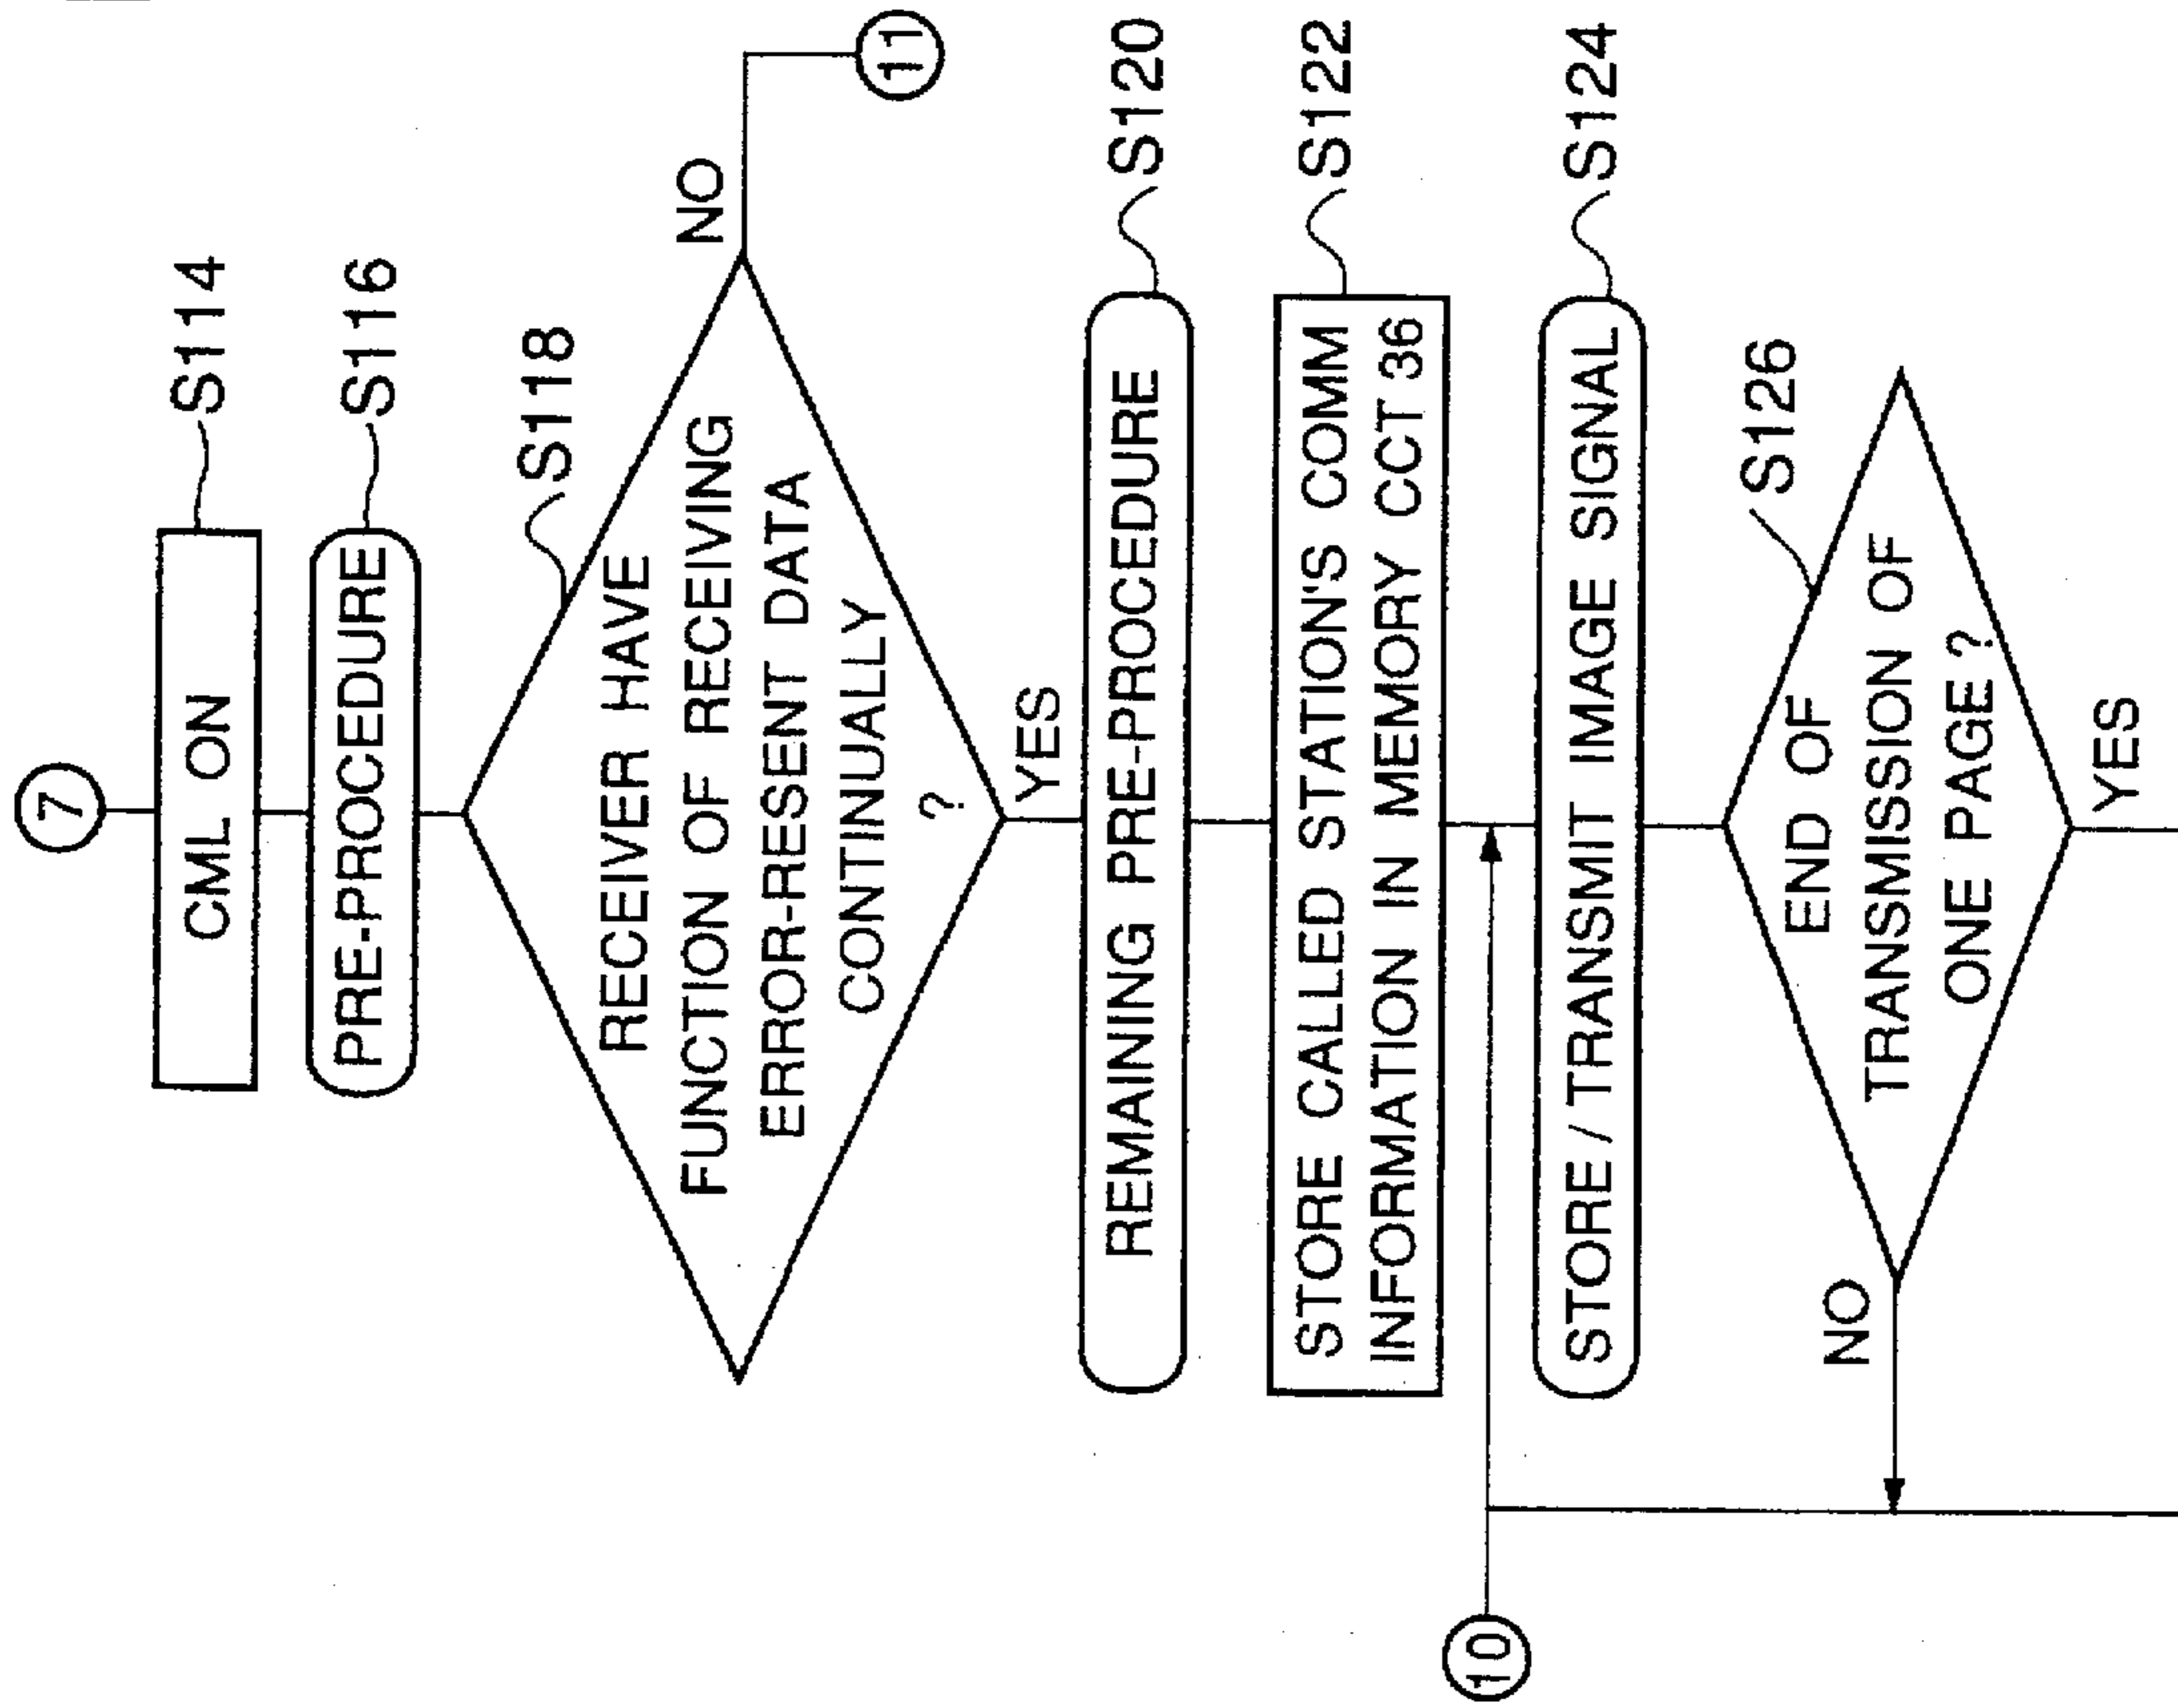 7
CML ON
S114
PRE-PROCEDURE
S116
S118
RECEIVER HAVE
FUNCTION OF RECEIVING
ERROR-RESENT DATA
CONTINUALLY
?
NO
11
YES
REMAINING PRE-PROCEDURE
S120
STORE CALLED STATION'S COMM
INFORMATION IN MEMORY CCT 36
S122
10
STORE / TRANSMIT IMAGE SIGNAL
S124
S126
END OF
TRANSMISSION OF
ONE PAGE ?
NO
YES